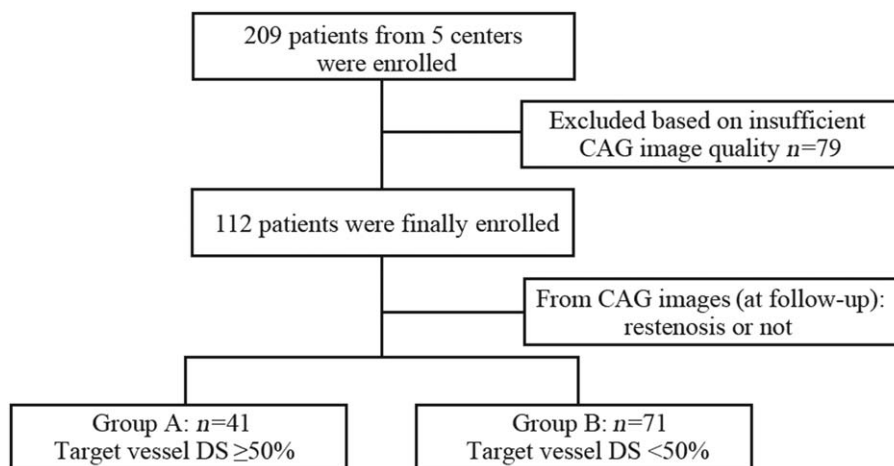 209 patients from 5 centers
were enrolled
Excluded based on insufficient
CAG image quality n=79
112 patients were finally enrolled
From CAG images (at follow-up):
restenosis or not
Group A: n=41
Target vessel DS ≥50%
Group B: n=71
Target vessel DS <50%